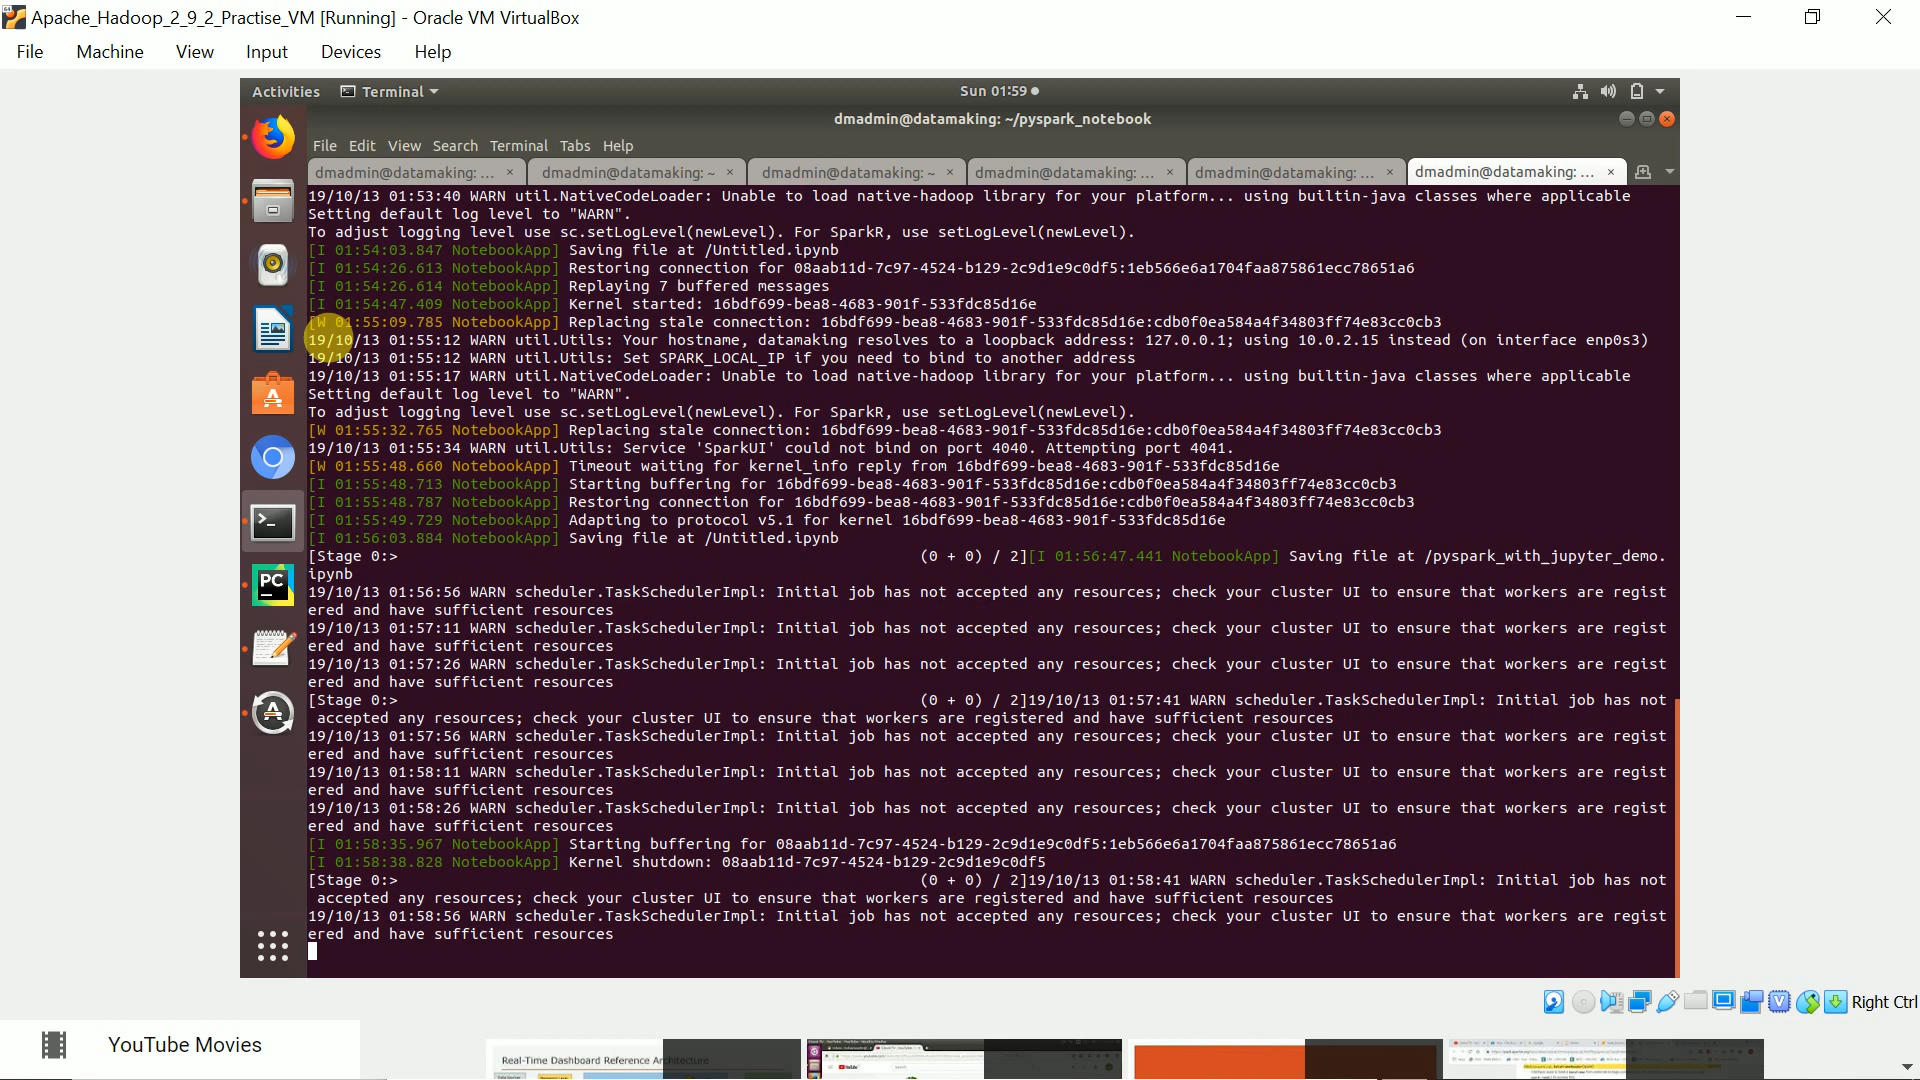 Apache_Hadoop_2_9_2_Practise_VM [Running] - Oracle VM VirtualBox
File Machine View Input Devices Help
Activities Terminal Sun 01:59
dmadmin@datamaking: ~/pyspark_notebook
File Edit View Search Terminal Tabs Help
dmadmin@datamaking: ... × dmadmin@datamaking: ~ × dmadmin@datamaking: ~ × dmadmin@datamaking: ... × dmadmin@datamaking: ... × dmadmin@datamaking: ... ×
19/10/13 01:53:40 WARN util.NativeCodeLoader: Unable to load native-hadoop library for your platform... using builtin-java classes where applicable
Setting default log level to "WARN".
To adjust logging level use sc.setLogLevel(newLevel). For SparkR, use setLogLevel(newLevel).
[I 01:54:03.847 NotebookApp] Saving file at /Untitled.ipynb
[I 01:54:26.613 NotebookApp] Restoring connection for 08aab11d-7c97-4524-b129-2c9d1e9c0df5:1eb566e6a1704faa875861ecc78651a6
[I 01:54:26.614 NotebookApp] Replaying 7 buffered messages
[I 01:54:47.409 NotebookApp] Kernel started: 16bdf699-bea8-4683-901f-533fdc85d16e
[W 01:55:09.785 NotebookApp] Replacing stale connection: 16bdf699-bea8-4683-901f-533fdc85d16e:cdb0f0ea584a4f34803ff74e83cc0cb3
19/10/13 01:55:12 WARN util.Utils: Your hostname, datamaking resolves to a loopback address: 127.0.0.1; using 10.0.2.15 instead (on interface enp0s3)
19/10/13 01:55:12 WARN util.Utils: Set SPARK_LOCAL_IP if you need to bind to another address
19/10/13 01:55:17 WARN util.NativeCodeLoader: Unable to load native-hadoop library for your platform... using builtin-java classes where applicable
Setting default log level to "WARN".
To adjust logging level use sc.setLogLevel(newLevel). For SparkR, use setLogLevel(newLevel).
[W 01:55:32.765 NotebookApp] Replacing stale connection: 16bdf699-bea8-4683-901f-533fdc85d16e:cdb0f0ea584a4f34803ff74e83cc0cb3
19/10/13 01:55:34 WARN util.Utils: Service 'SparkUI' could not bind on port 4040. Attempting port 4041.
[W 01:55:48.660 NotebookApp] Timeout waiting for kernel_info reply from 16bdf699-bea8-4683-901f-533fdc85d16e
[I 01:55:48.713 NotebookApp] Starting buffering for 16bdf699-bea8-4683-901f-533fdc85d16e:cdb0f0ea584a4f34803ff74e83cc0cb3
[I 01:55:48.787 NotebookApp] Restoring connection for 16bdf699-bea8-4683-901f-533fdc85d16e:cdb0f0ea584a4f34803ff74e83cc0cb3
[I 01:55:49.729 NotebookApp] Adapting to protocol v5.1 for kernel 16bdf699-bea8-4683-901f-533fdc85d16e
[I 01:56:03.884 NotebookApp] Saving file at /Untitled.ipynb
[Stage 0:> (0 + 0) / 2][I 01:56:47.441 NotebookApp] Saving file at /pyspark_with_jupyter_demo.
ipynb
19/10/13 01:56:56 WARN scheduler.TaskSchedulerImpl: Initial job has not accepted any resources; check your cluster UI to ensure that workers are regist
ered and have sufficient resources
19/10/13 01:57:11 WARN scheduler.TaskSchedulerImpl: Initial job has not accepted any resources; check your cluster UI to ensure that workers are regist
ered and have sufficient resources
19/10/13 01:57:26 WARN scheduler.TaskSchedulerImpl: Initial job has not accepted any resources; check your cluster UI to ensure that workers are regist
ered and have sufficient resources
[Stage 0:> (0 + 0) / 2]19/10/13 01:57:41 WARN scheduler.TaskSchedulerImpl: Initial job has not
accepted any resources; check your cluster UI to ensure that workers are registered and have sufficient resources
19/10/13 01:57:56 WARN scheduler.TaskSchedulerImpl: Initial job has not accepted any resources; check your cluster UI to ensure that workers are regist
ered and have sufficient resources
19/10/13 01:58:11 WARN scheduler.TaskSchedulerImpl: Initial job has not accepted any resources; check your cluster UI to ensure that workers are regist
ered and have sufficient resources
19/10/13 01:58:26 WARN scheduler.TaskSchedulerImpl: Initial job has not accepted any resources; check your cluster UI to ensure that workers are regist
ered and have sufficient resources
[I 01:58:35.967 NotebookApp] Starting buffering for 08aab11d-7c97-4524-b129-2c9d1e9c0df5:1eb566e6a1704faa875861ecc78651a6
[I 01:58:38.828 NotebookApp] Kernel shutdown: 08aab11d-7c97-4524-b129-2c9d1e9c0df5
[Stage 0:> (0 + 0) / 2]19/10/13 01:58:41 WARN scheduler.TaskSchedulerImpl: Initial job has not
accepted any resources; check your cluster UI to ensure that workers are registered and have sufficient resources
19/10/13 01:58:56 WARN scheduler.TaskSchedulerImpl: Initial job has not accepted any resources; check your cluster UI to ensure that workers are regist
ered and have sufficient resources
PC
Right Ctrl
YouTube Movies
Real-Time Dashboard Reference Architecture